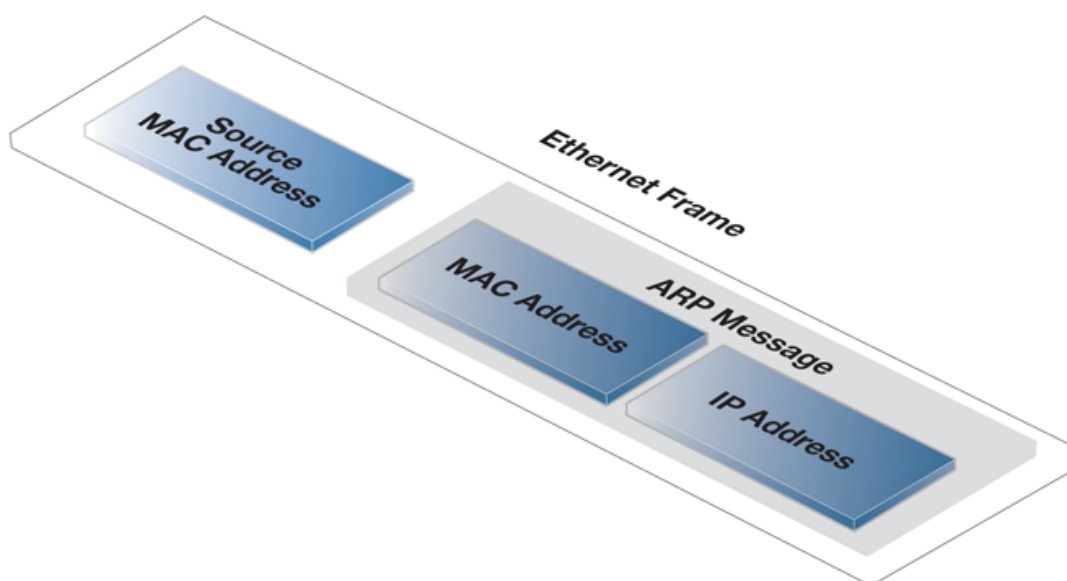 Ethernet Frame
Source
MAC Address
ARP Message
MAC Address
IP Address